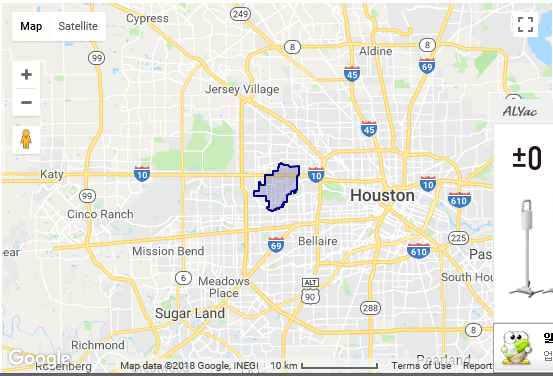 Cypress
249
8
Aldine
8
Map
Satellite
99
45
69
Jersey Village
ALYac
+
−
45
±0
Katy
10
10
10
Houston
610
99
Cinco Ranch
225
Mission Bend
69
Bellaire
610
Pas
ear
6
Meadows
Place
ALT
90
South Hou
Sugar Land
288
8
Richmond
Google
Map data ©2018 Google, INEGI
10 km
Terms of Use
Report
Rosenberg
Pearland